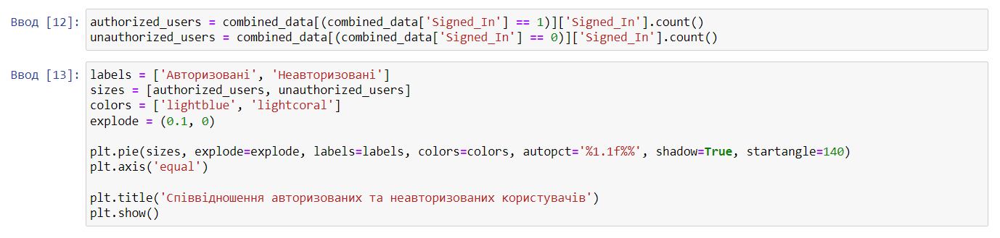 Ввод [12]: authorized_users = combined_data[(combined_data['Signed_In'] == 1)]['Signed_In'].count()
unauthorized_users = combined_data[(combined_data['Signed_In'] == 0)]['Signed_In'].count()
Ввод [13]: labels = ['Авторизовані', 'Неавторизовані']
sizes = [authorized_users, unauthorized_users]
colors = ['lightblue', 'lightcoral']
explode = (0.1, 0)
plt.pie(sizes, explode=explode, labels=labels, colors=colors, autopct='%1.1f%%', shadow=True, startangle=140)
plt.axis('equal')
plt.title('Співвідношення авторизованих та неавторизованих користувачів')
plt.show()